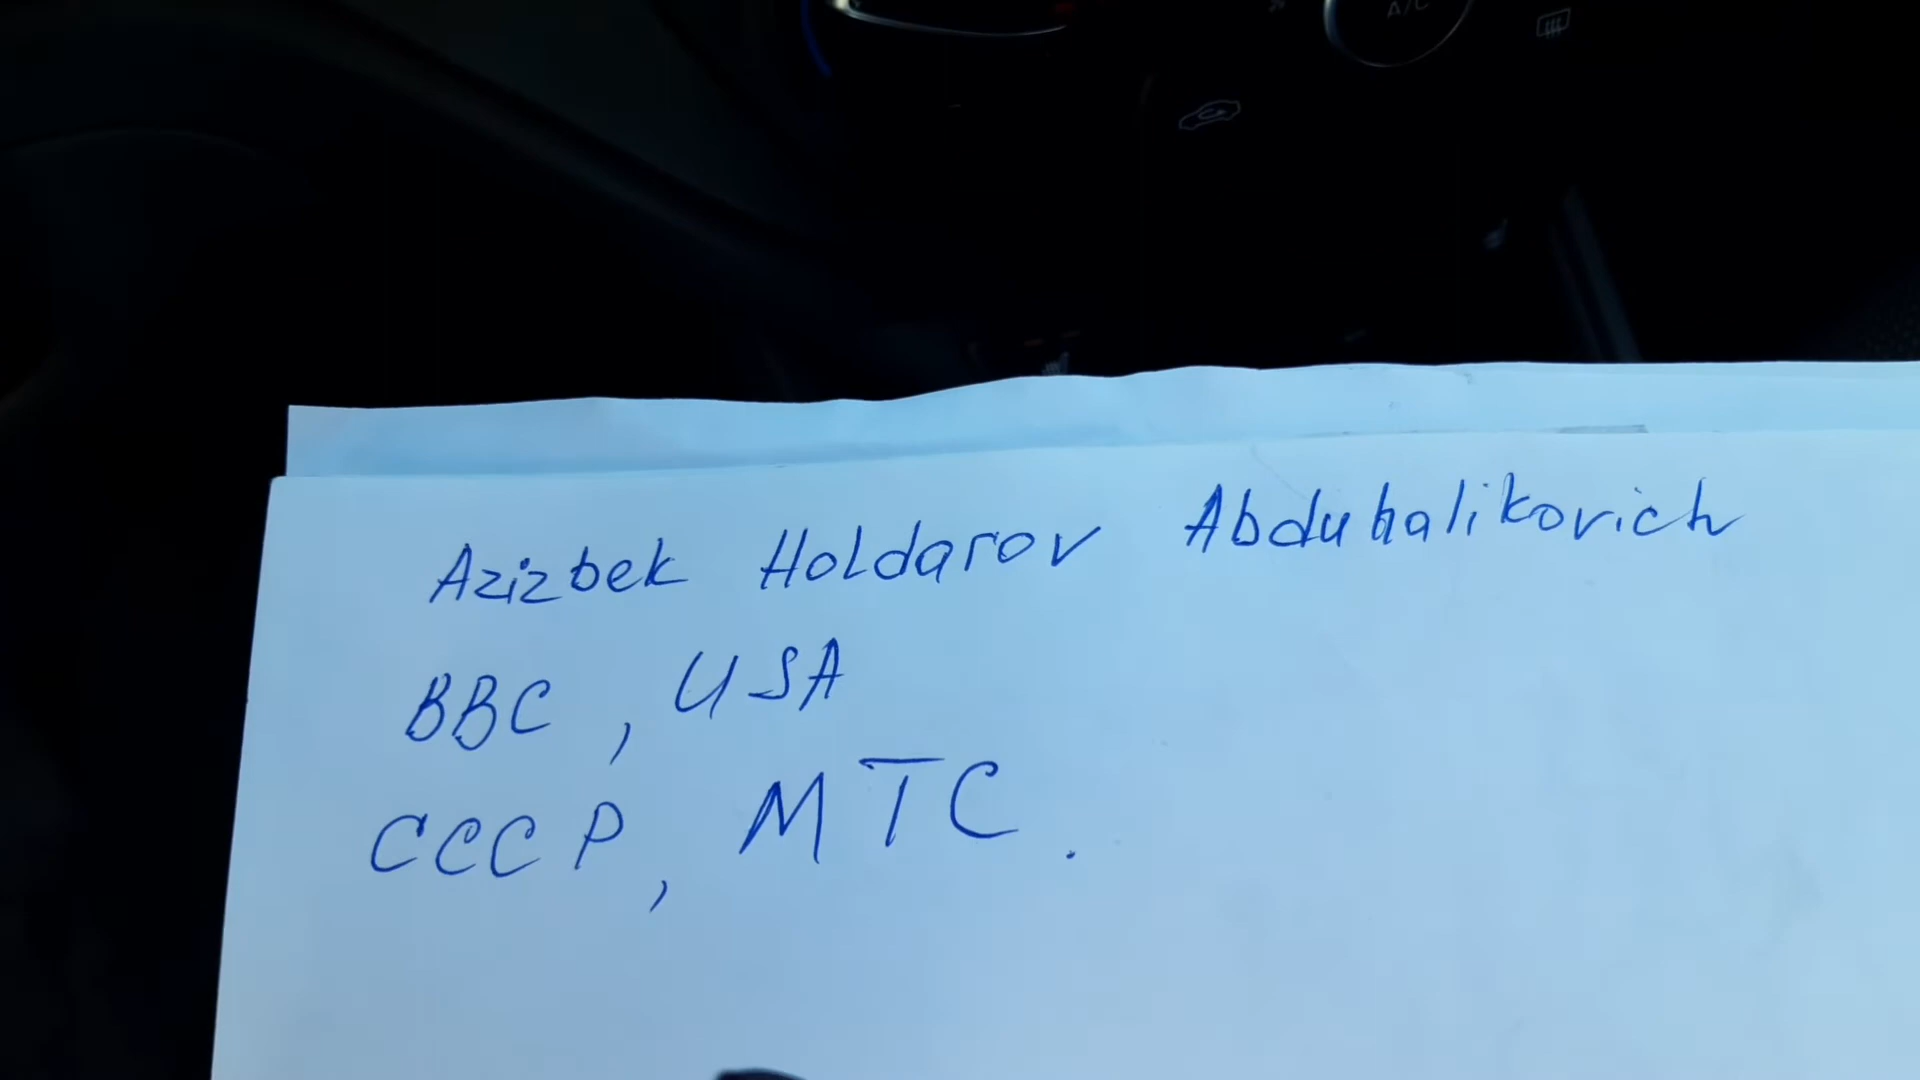 A/C
Azizbek Holdarov Abduhalikovich
BBC, USA
СССР, МТС.